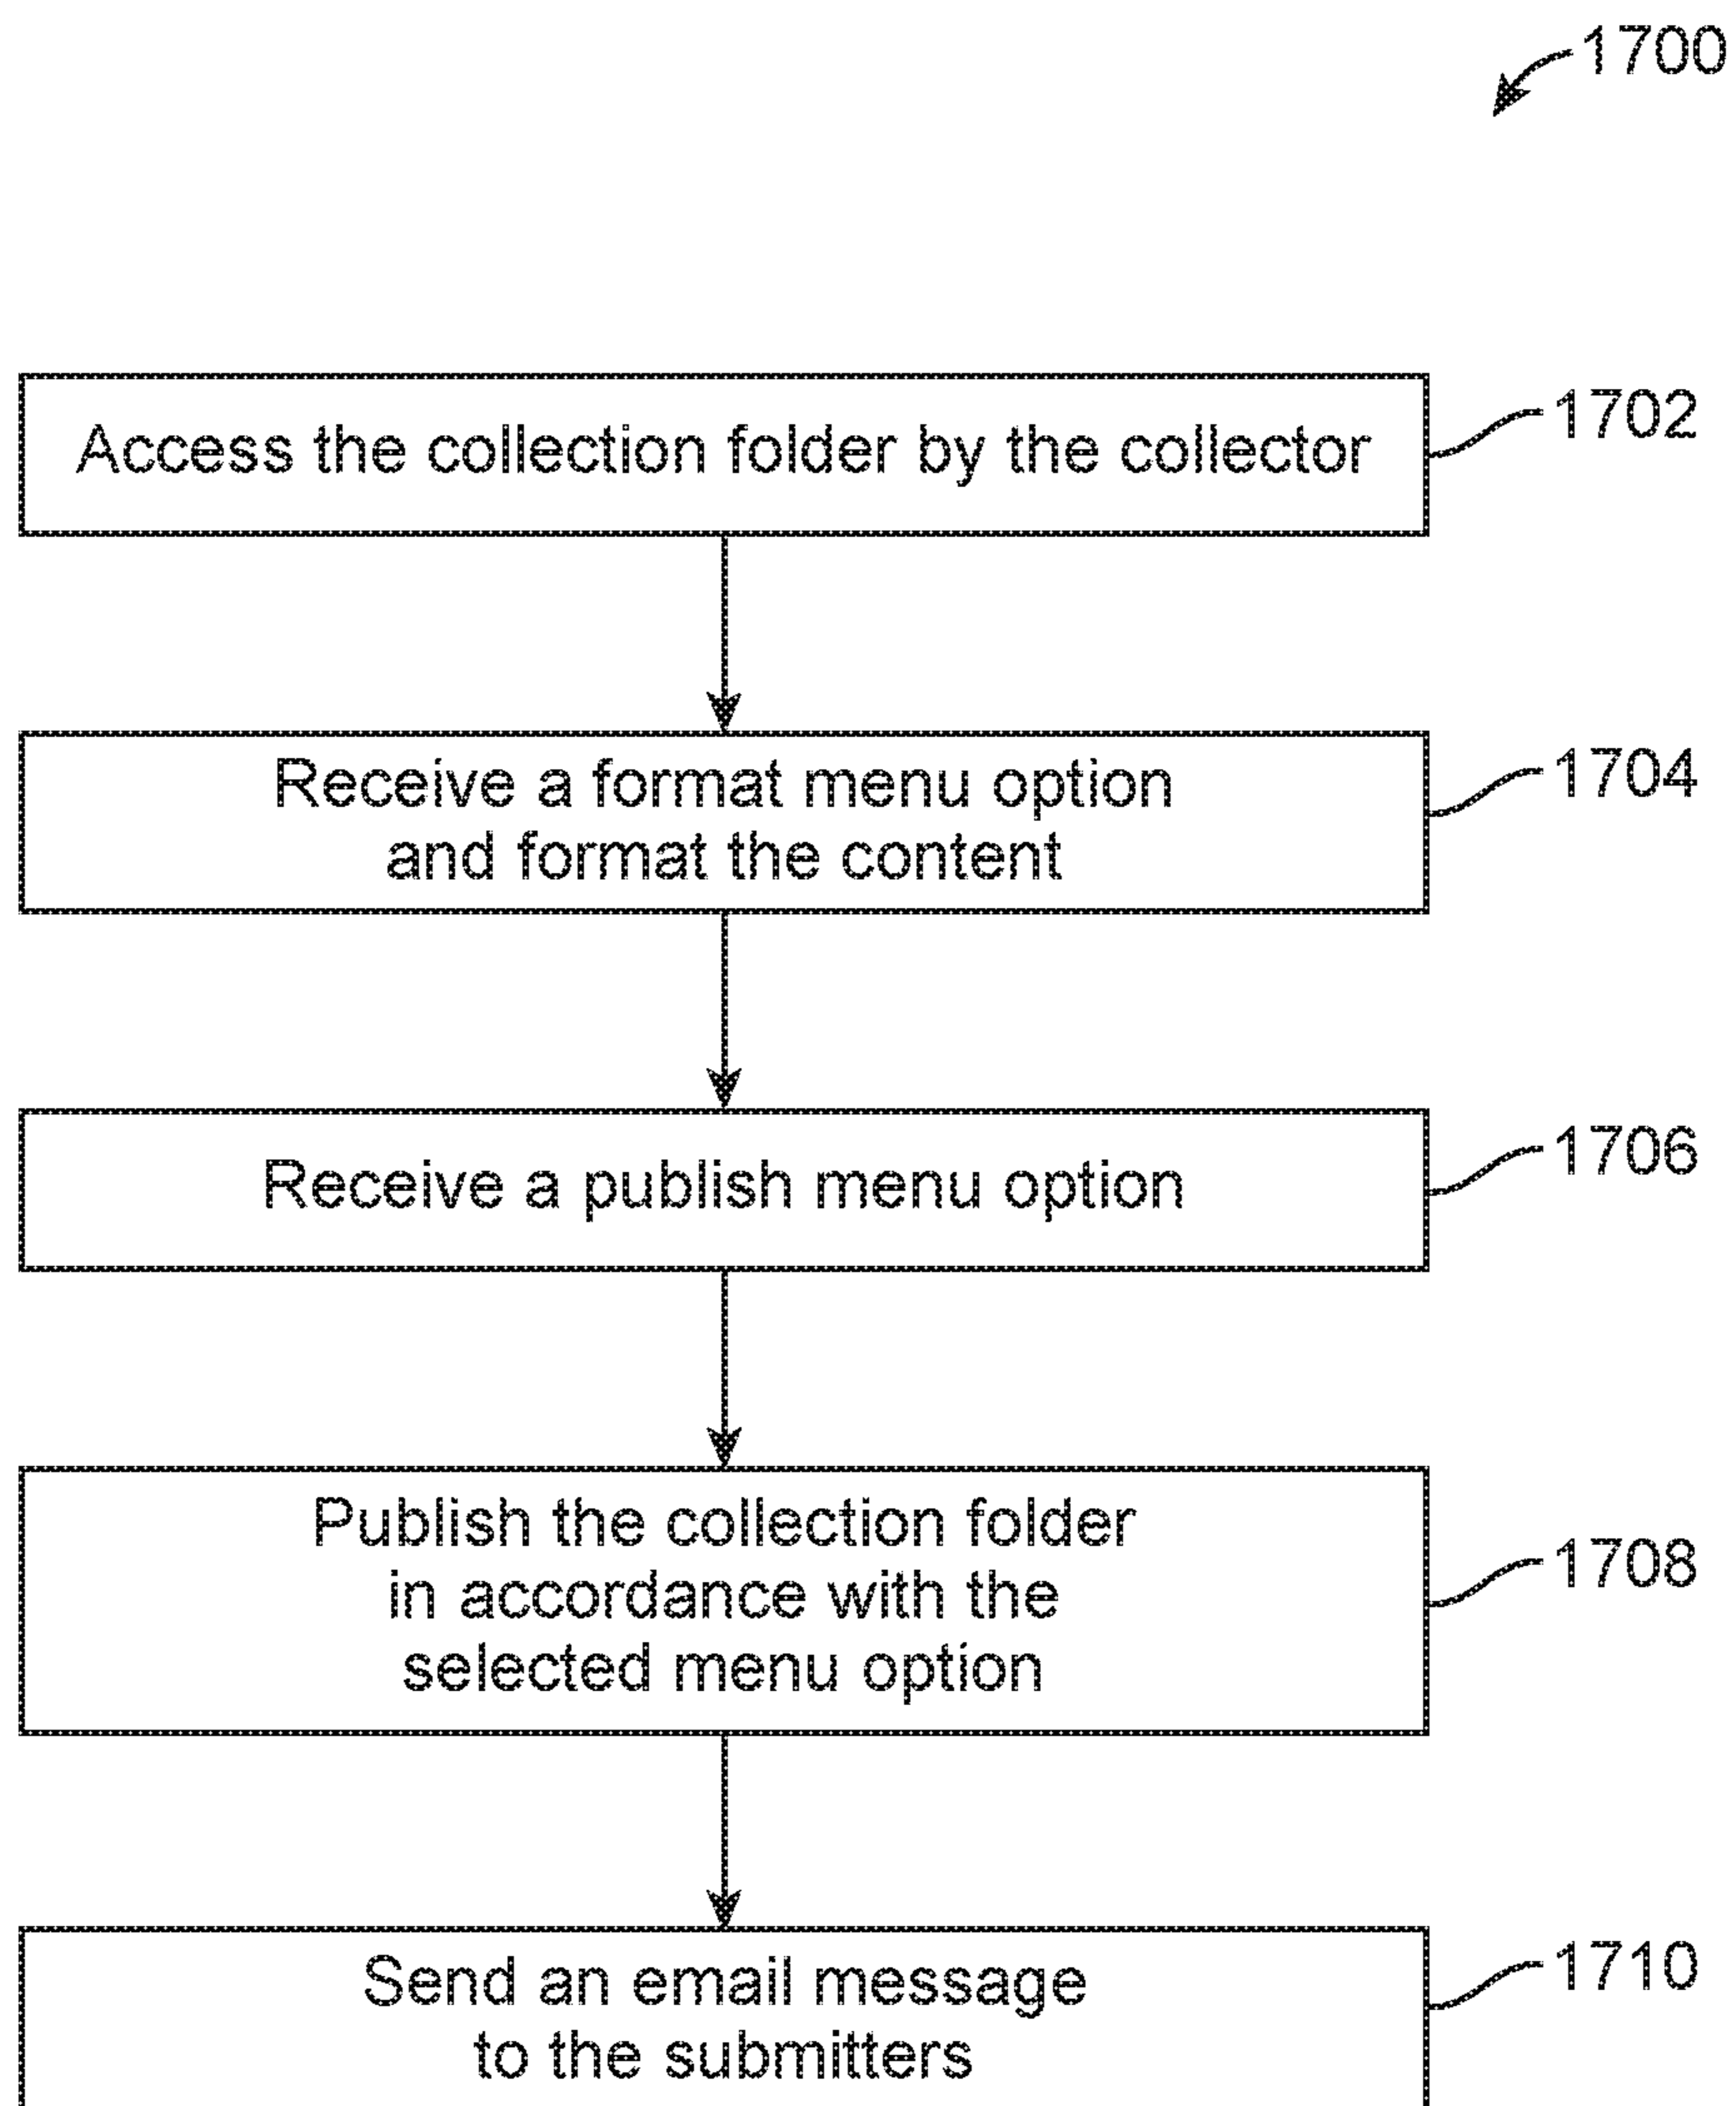 1700
Access the collection folder by the collector
1702
Receive a format menu option
and format the content
1704
Receive a publish menu option
1706
Publish the collection folder
in accordance with the
selected menu option
1708
Send an email message
to the submitters
1710